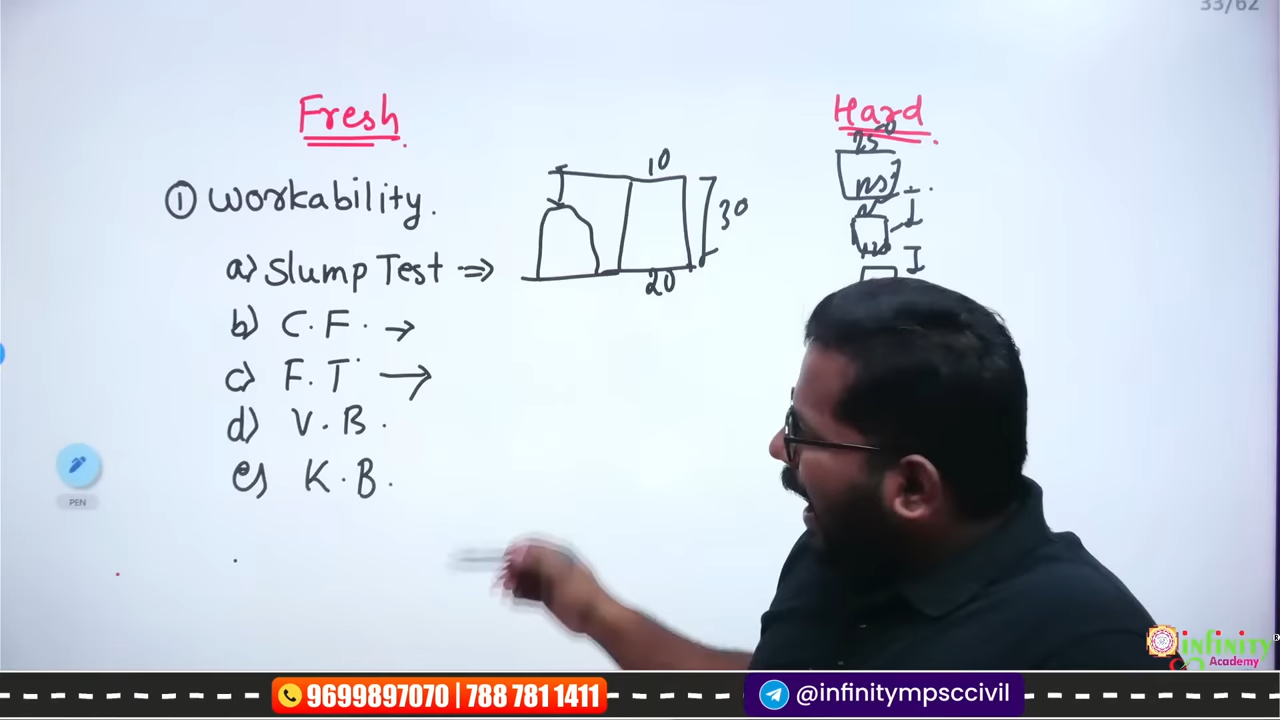 33/62
Fresh
① Workability.
a) Slump Test ⇒
b) C.F. →
c) F.T →
d) V.B.
e) K.B.
10
30
20
Hard
PEN
infinity
Academy
9699897070 | 788 781 1411
@infinitympsccivil